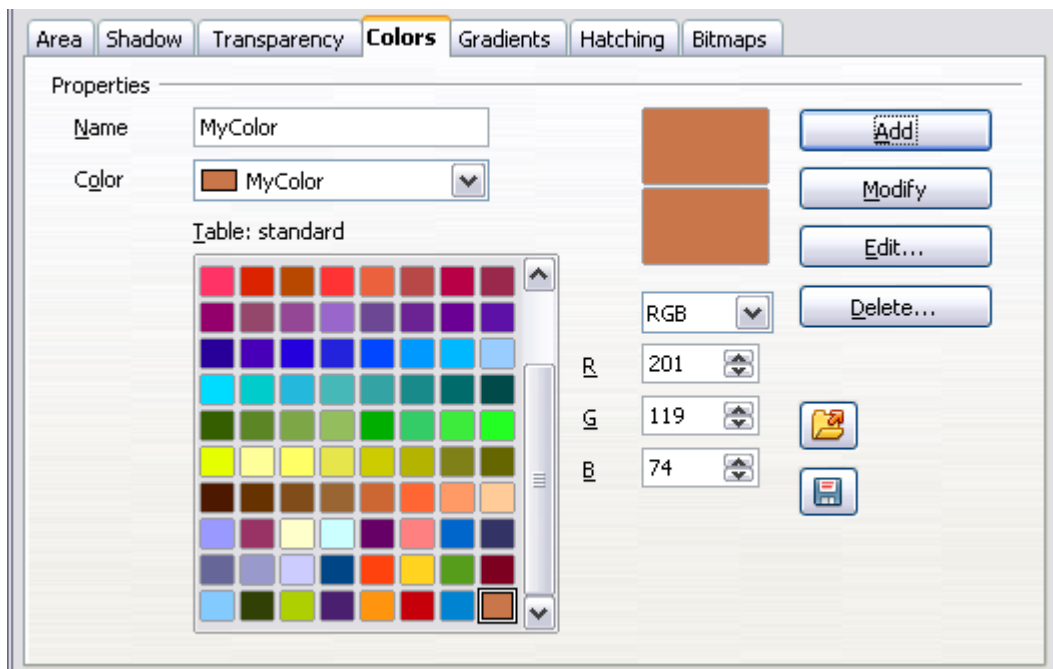 Area Shadow Transparency Colors Gradients Hatching Bitmaps
Properties
Name MyColor Add
Color MyColor Modify
Table: standard Edit...
RGB Delete...
R 201
G 119
B 74